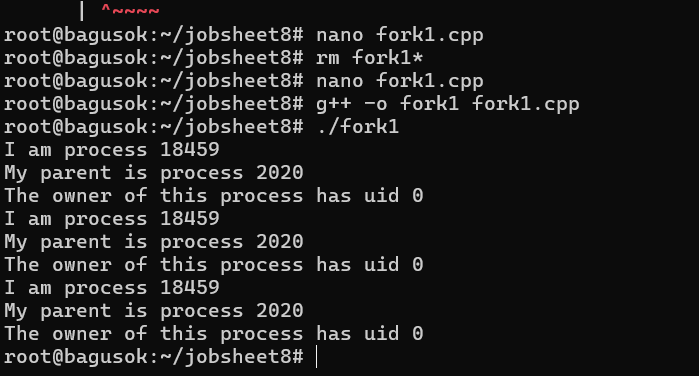 | ^~~~~
root@bagusok:~/jobsheet8# nano fork1.cpp
root@bagusok:~/jobsheet8# rm fork1*
root@bagusok:~/jobsheet8# nano fork1.cpp
root@bagusok:~/jobsheet8# g++ -o fork1 fork1.cpp
root@bagusok:~/jobsheet8# ./fork1
I am process 18459
My parent is process 2020
The owner of this process has uid 0
I am process 18459
My parent is process 2020
The owner of this process has uid 0
I am process 18459
My parent is process 2020
The owner of this process has uid 0
root@bagusok:~/jobsheet8#